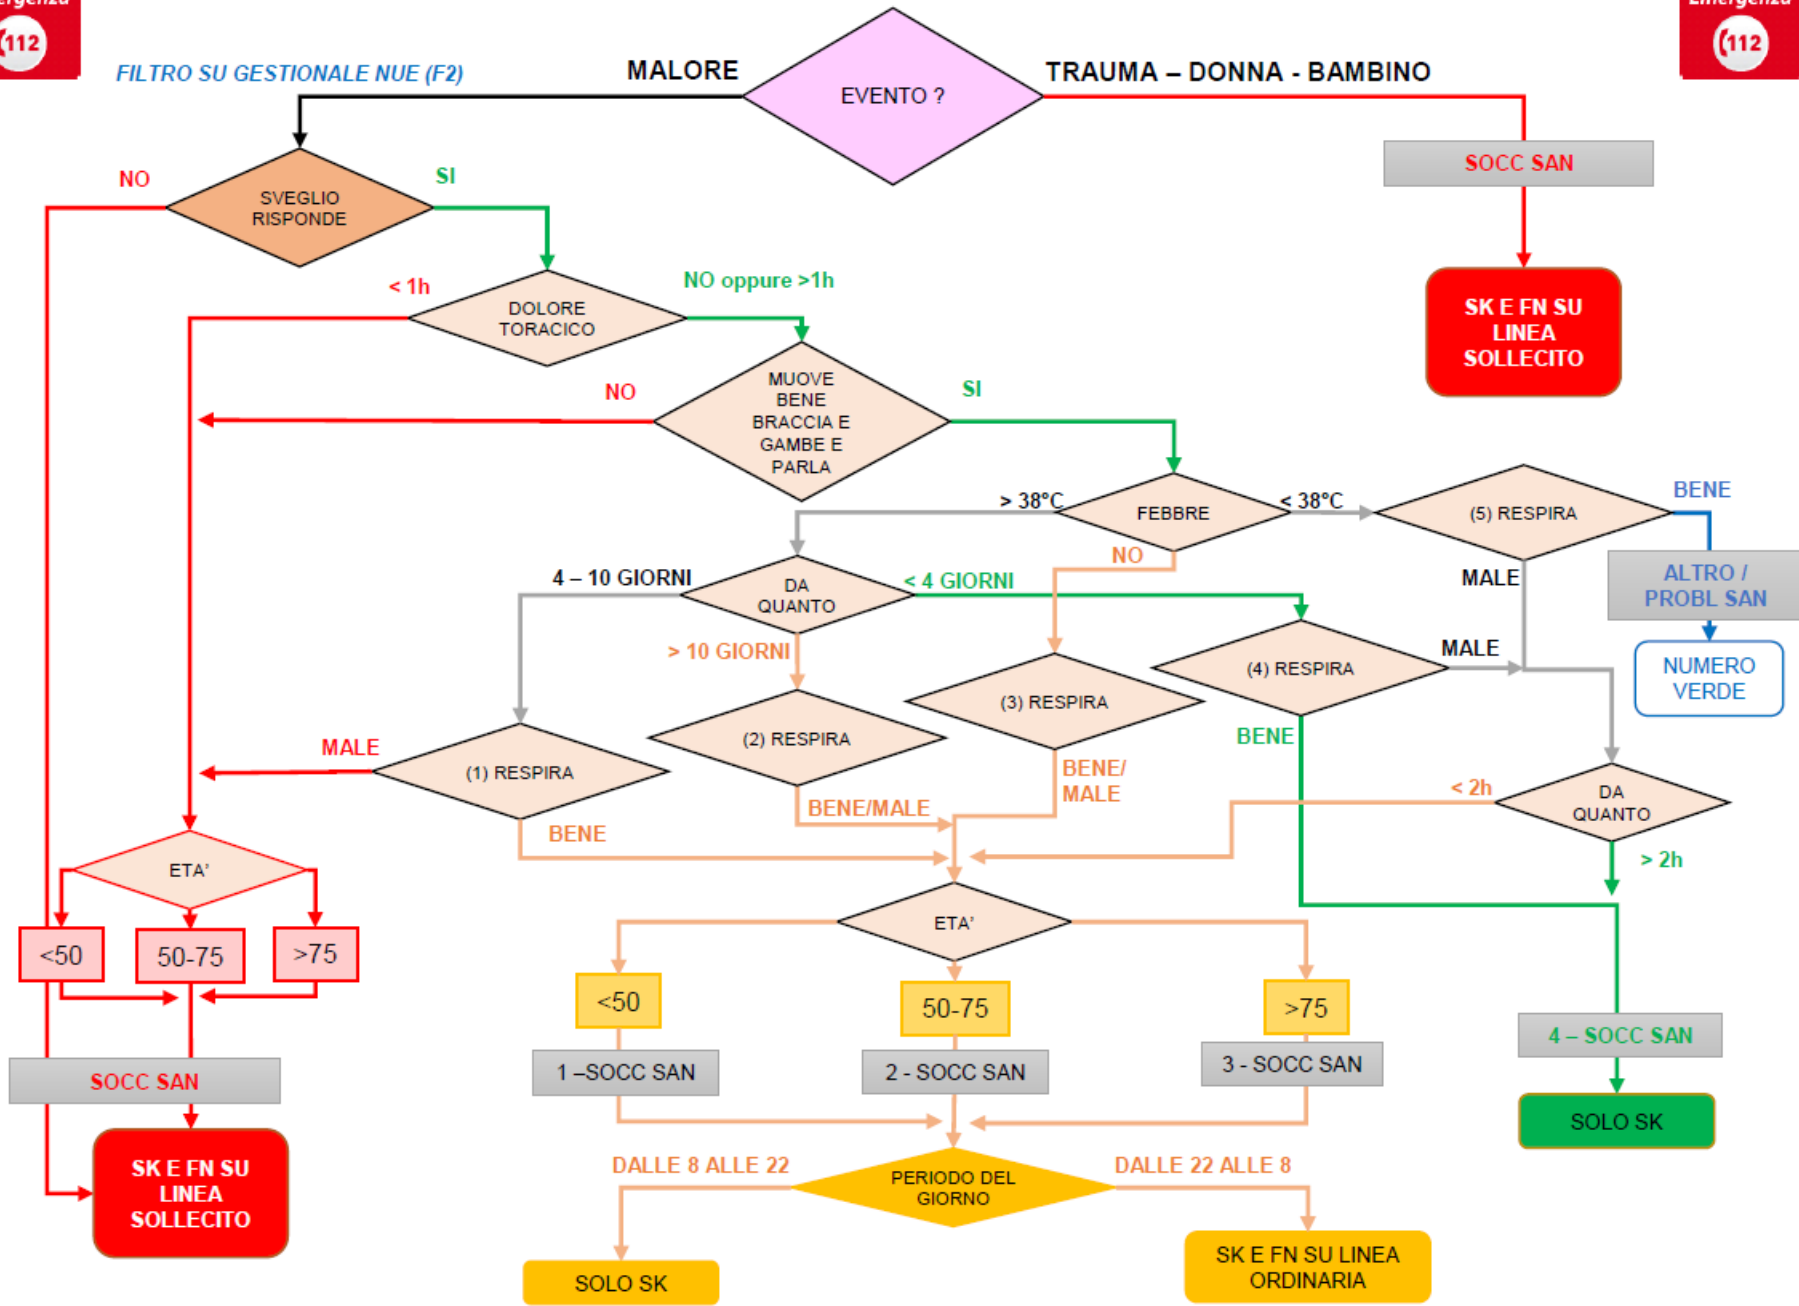 Emergenza
Emergenza
112
112
FILTRO SU GESTIONALE NUE (F2)
MALORE
EVENTO ?
TRAUMA – DONNA - BAMBINO
SOCC SAN
SK E FN SU
LINEA
SOLLECITO
NO
SVEGLIO
RISPONDE
SI
< 1h
DOLORE
TORACICO
NO oppure >1h
NO
MUOVE
BENE
BRACCIA E
GAMBE E
PARLA
SI
> 38°C
FEBBRE
< 38°C
(5) RESPIRA
BENE
NO
MALE
ALTRO /
PROBL SAN
NUMERO
VERDE
4 – 10 GIORNI
DA
QUANTO
< 4 GIORNI
> 10 GIORNI
(4) RESPIRA
MALE
BENE
(3) RESPIRA
BENE/
MALE
(2) RESPIRA
BENE/MALE
MALE
(1) RESPIRA
BENE
< 2h
DA
QUANTO
> 2h
ETA'
<50
50-75
>75
SOCC SAN
SK E FN SU
LINEA
SOLLECITO
ETA'
<50
50-75
>75
1 –SOCC SAN
2 - SOCC SAN
3 - SOCC SAN
4 – SOCC SAN
SOLO SK
DALLE 8 ALLE 22
PERIODO DEL
GIORNO
DALLE 22 ALLE 8
SOLO SK
SK E FN SU LINEA
ORDINARIA